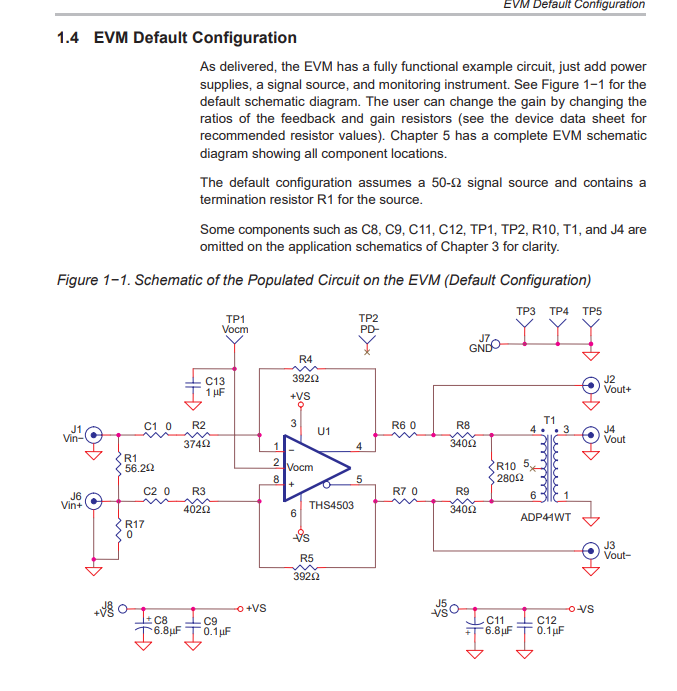 EVM Default Configuration
1.4 EVM Default Configuration
As delivered, the EVM has a fully functional example circuit, just add power
supplies, a signal source, and monitoring instrument. See Figure 1−1 for the
default schematic diagram. The user can change the gain by changing the
ratios of the feedback and gain resistors (see the device data sheet for
recommended resistor values). Chapter 5 has a complete EVM schematic
diagram showing all component locations.
The default configuration assumes a 50-Ω signal source and contains a
termination resistor R1 for the source.
Some components such as C8, C9, C11, C12, TP1, TP2, R10, T1, and J4 are
omitted on the application schematics of Chapter 3 for clarity.
Figure 1−1. Schematic of the Populated Circuit on the EVM (Default Configuration)
TP3 TP4 TP5
TP1
Vocm
TP2
PD-
J7
GND
R4
392Ω
C13
1 µF
+VS
J2
Vout+
J1
Vin−
C1 0
R2
374Ω
3
U1
1
4
R6 0
R8
340Ω
T1
4
3
J4
Vout
R1
56.2Ω
2
Vocm
8
−
+
5
R10
280Ω
5
J6
Vin+
C2 0
R3
402Ω
THS4503
6
R7 0
R9
340Ω
6
1
ADP41WT
R17
0
-VS
J3
Vout−
R5
392Ω
J8
+VS
+VS
+
C8
6.8µF
C9
0.1µF
J5
-VS
-VS
+
C11
6.8µF
C12
0.1µF